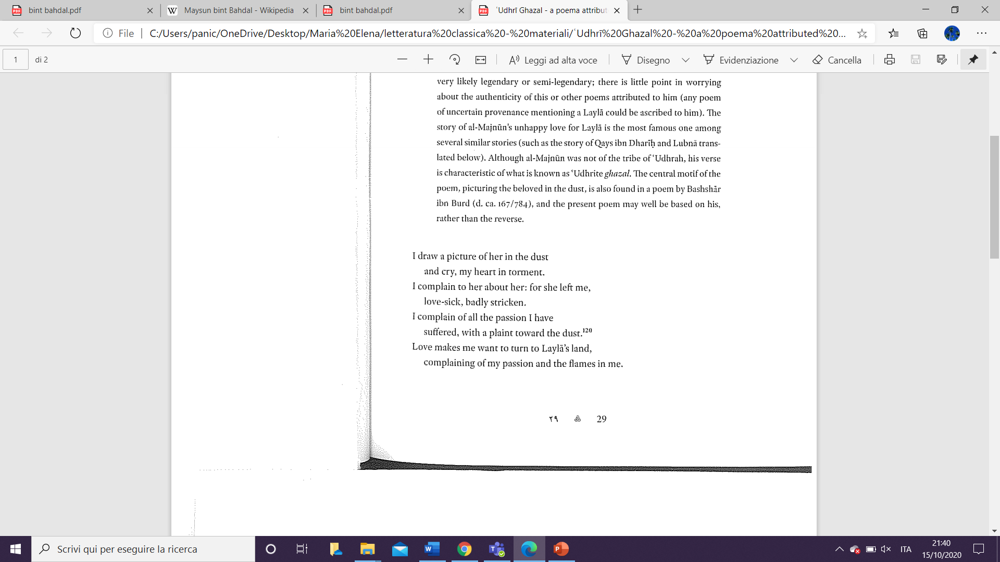 bint bahdal.pdf
Maysun bint Bahdal - Wikipedia
bint bahdal.pdf
ʿUdhrī Ghazal - a poema attribut
File
C:/Users/panic/OneDrive/Desktop/Maria%20Elena/letteratura%20classica%20-%20materiali/ʿUdhrī%20Ghazal%20-%20a%20poema%20attributed%20...
1 di 2
Leggi ad alta voce
Disegno
Evidenziazione
Cancella
very likely legendary or semi-legendary; there is little point in worrying
about the authenticity of this or other poems attributed to him (any poem
of uncertain provenance mentioning a Laylā could be ascribed to him). The
story of al-Majnūn's unhappy love for Laylā is the most famous one among
several similar stories (such as the story of Qays ibn Dharīḥ and Lubnā trans-
lated below). Although al-Majnūn was not of the tribe of ʿUdhrah, his verse
is characteristic of what is known as ʿUdhrite ghazal. The central motif of the
poem, picturing the beloved in the dust, is also found in a poem by Bashshār
ibn Burd (d. ca. 167/784), and the present poem may well be based on his,
rather than the reverse.
I draw a picture of her in the dust
and cry, my heart in torment.
I complain to her about her: for she left me,
love-sick, badly stricken.
I complain of all the passion I have
suffered, with a plaint toward the dust.¹²⁰
Love makes me want to turn to Laylā's land,
complaining of my passion and the flames in me.
٢٩ 29
Scrivi qui per eseguire la ricerca
ITA
21:40
15/10/2020